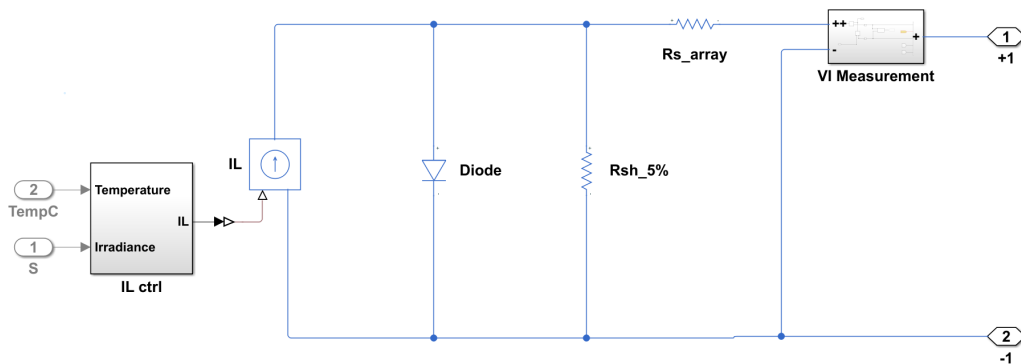 Rs_array
++
-
+
1
+1
VI Measurement
IL
Diode
Rsh_5%
2
TempC
Temperature
IL
1
S
Irradiance
IL ctrl
2
-1